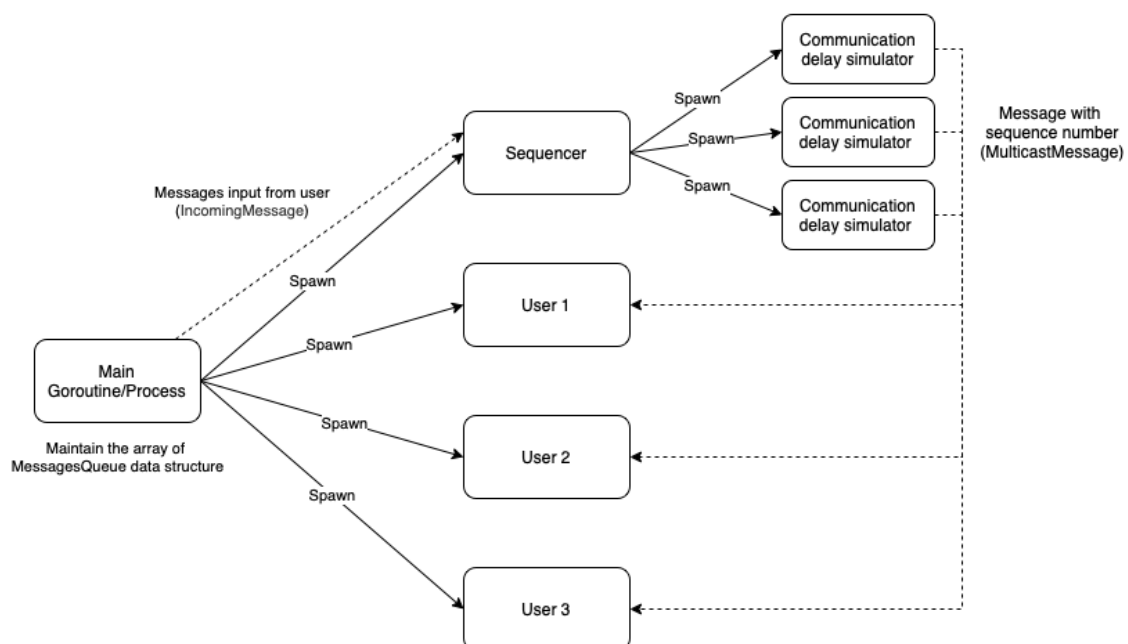 Communication
delay simulator
Spawn
Communication
delay simulator
Message with
sequence number
(MulticastMessage)
Sequencer
Spawn
Messages input from user
(IncomingMessage)
Spawn
Communication
delay simulator
Spawn
User 1
Spawn
Main
Goroutine/Process
Maintain the array of
MessagesQueue data structure
Spawn
User 2
Spawn
User 3